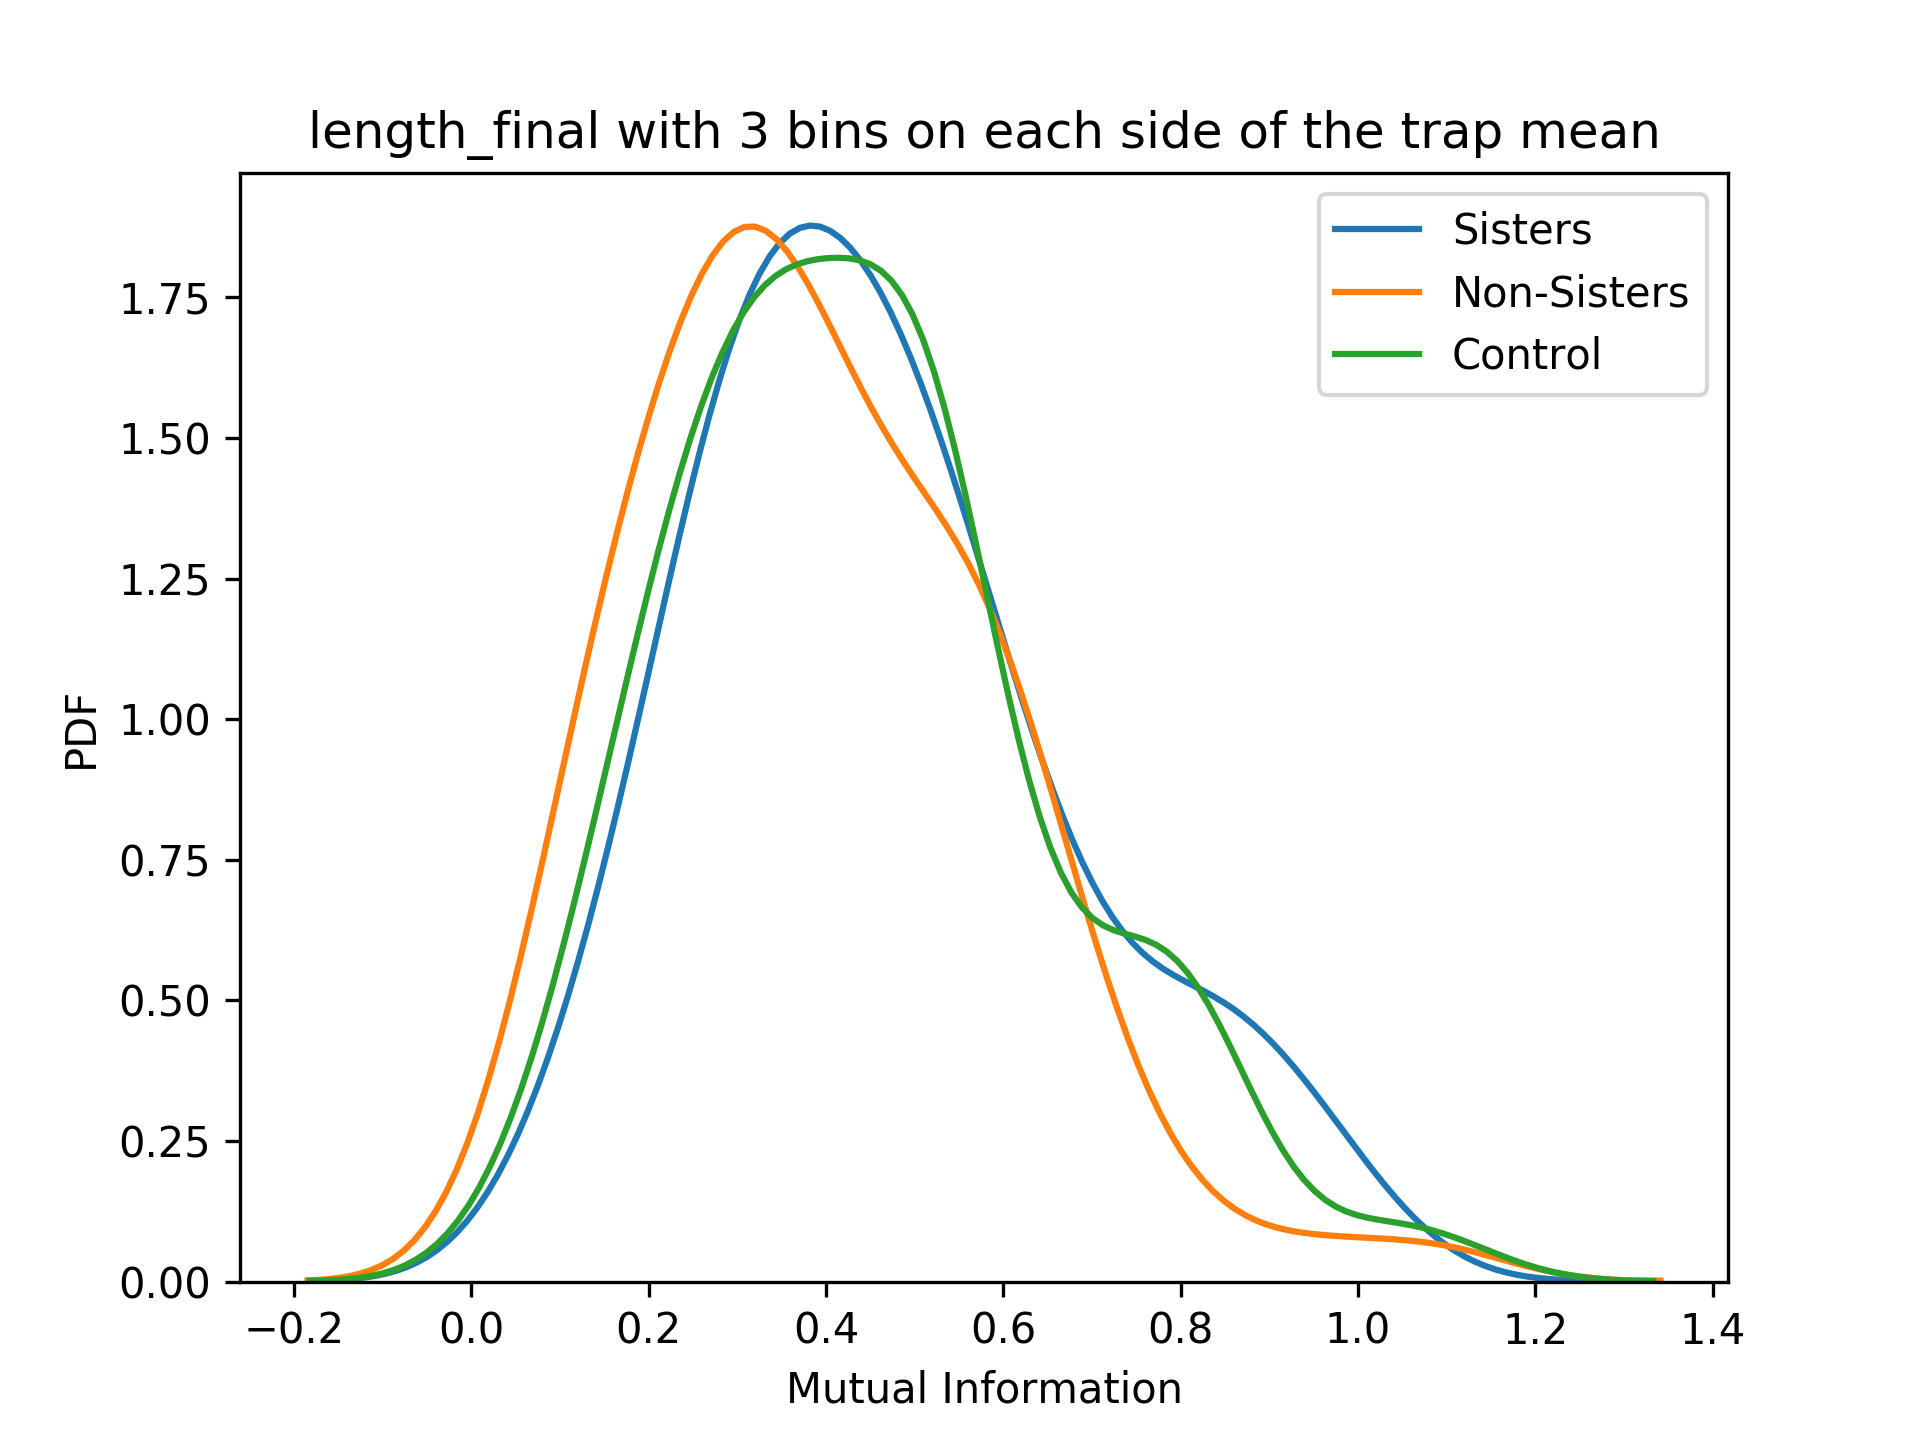 length_final with 3 bins on each side of the trap mean
Sisters
Non-Sisters
Control
PDF
1.75
1.50
1.25
1.00
0.75
0.50
0.25
0.00
−0.2 0.0 0.2 0.4 0.6 0.8 1.0 1.2 1.4
Mutual Information